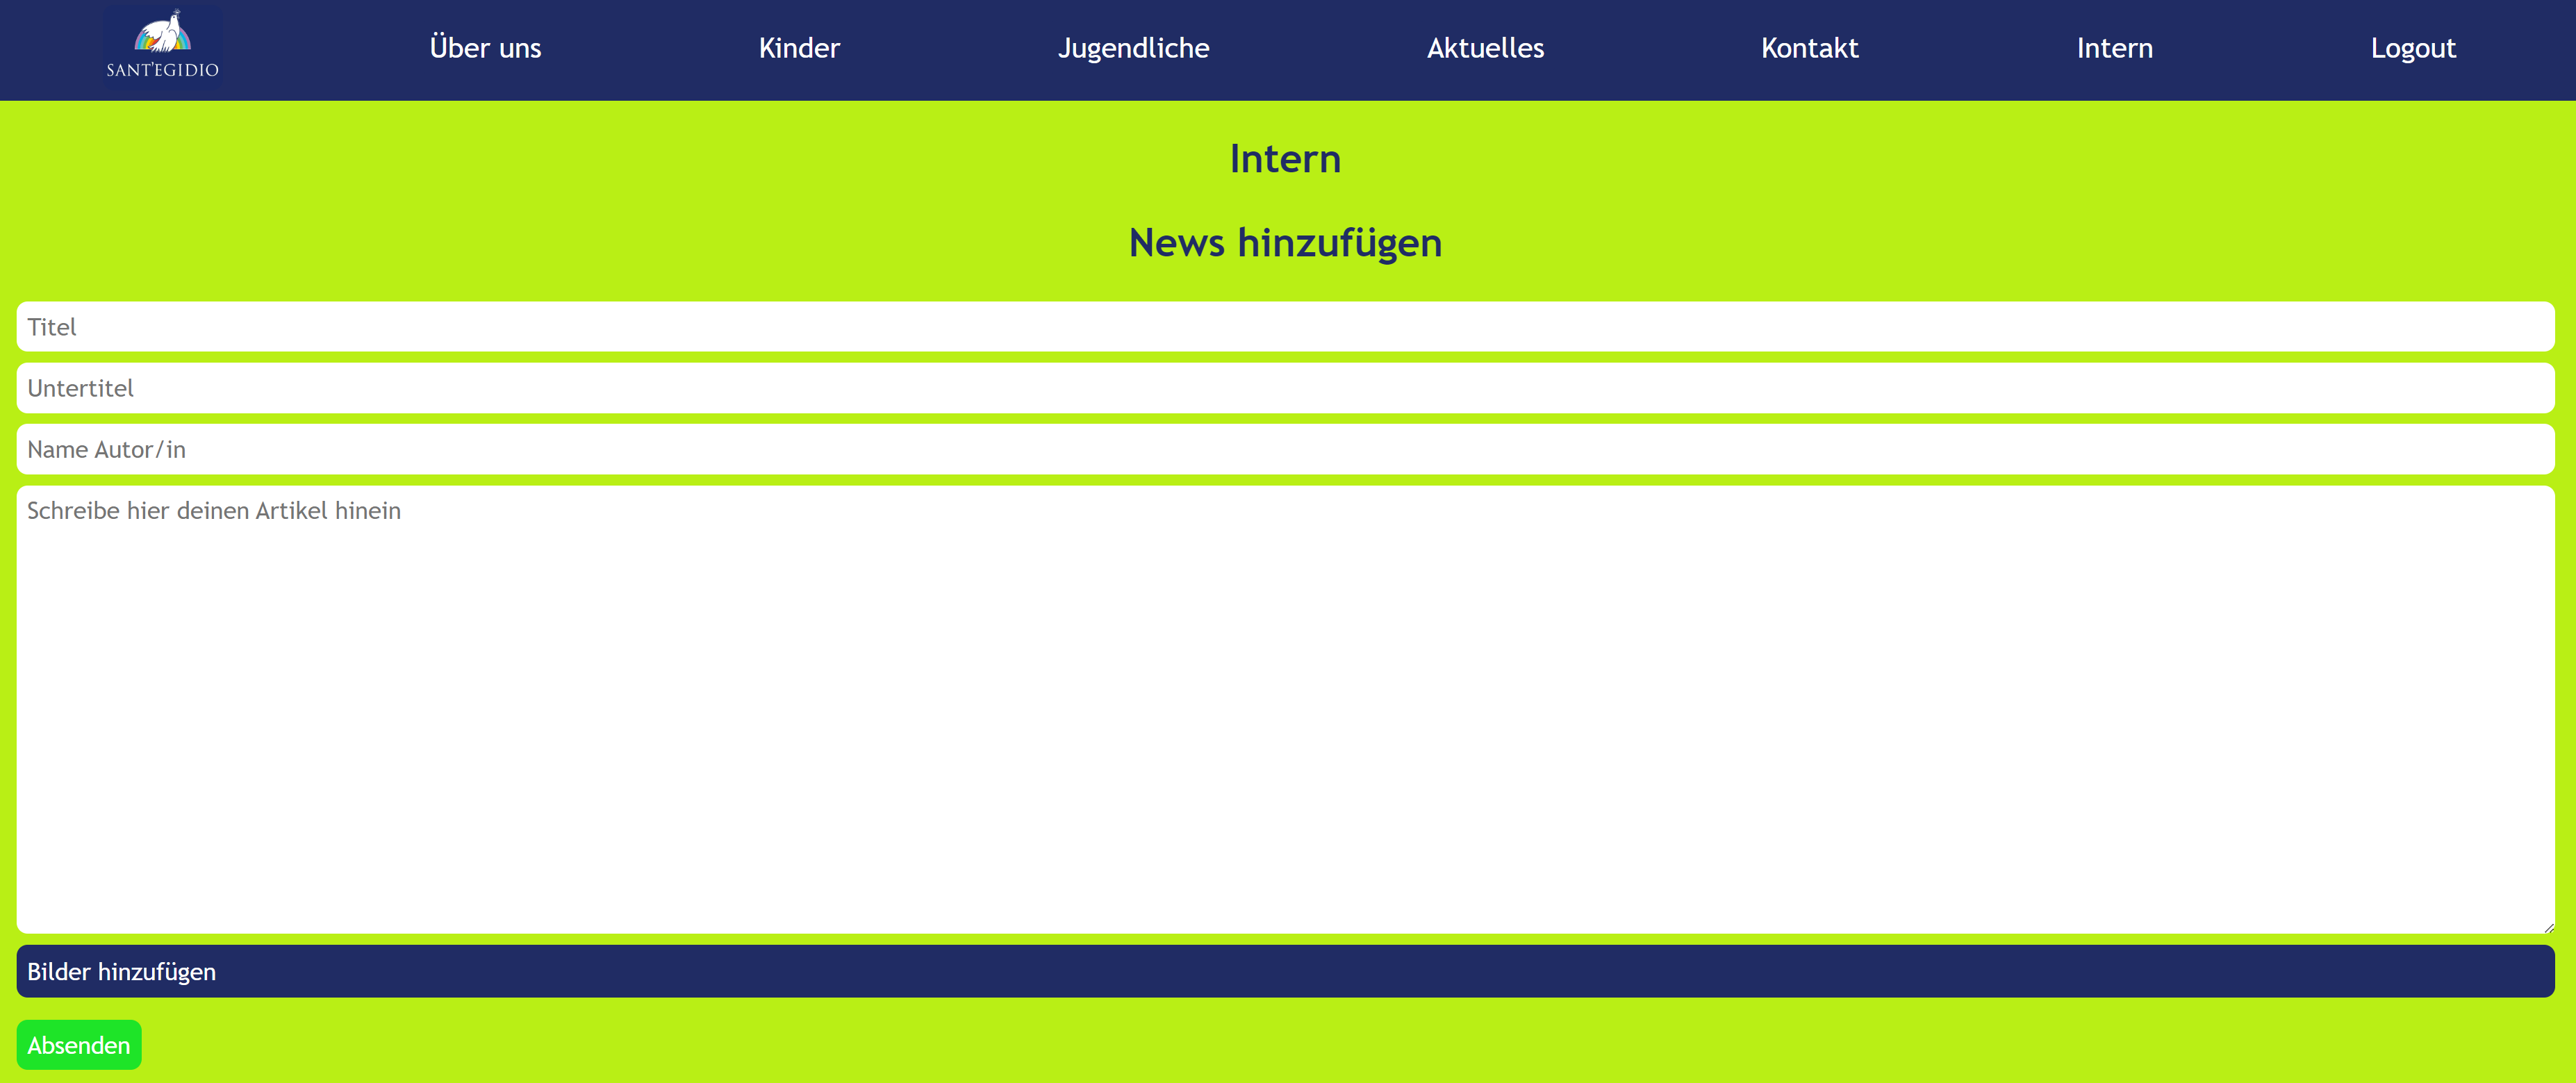 SANT'EGIDIO
Über uns Kinder Jugendliche Aktuelles Kontakt Intern Logout
Intern
News hinzufügen
Titel
Untertitel
Name Autor/in
Schreibe hier deinen Artikel hinein
Bilder hinzufügen
Absenden